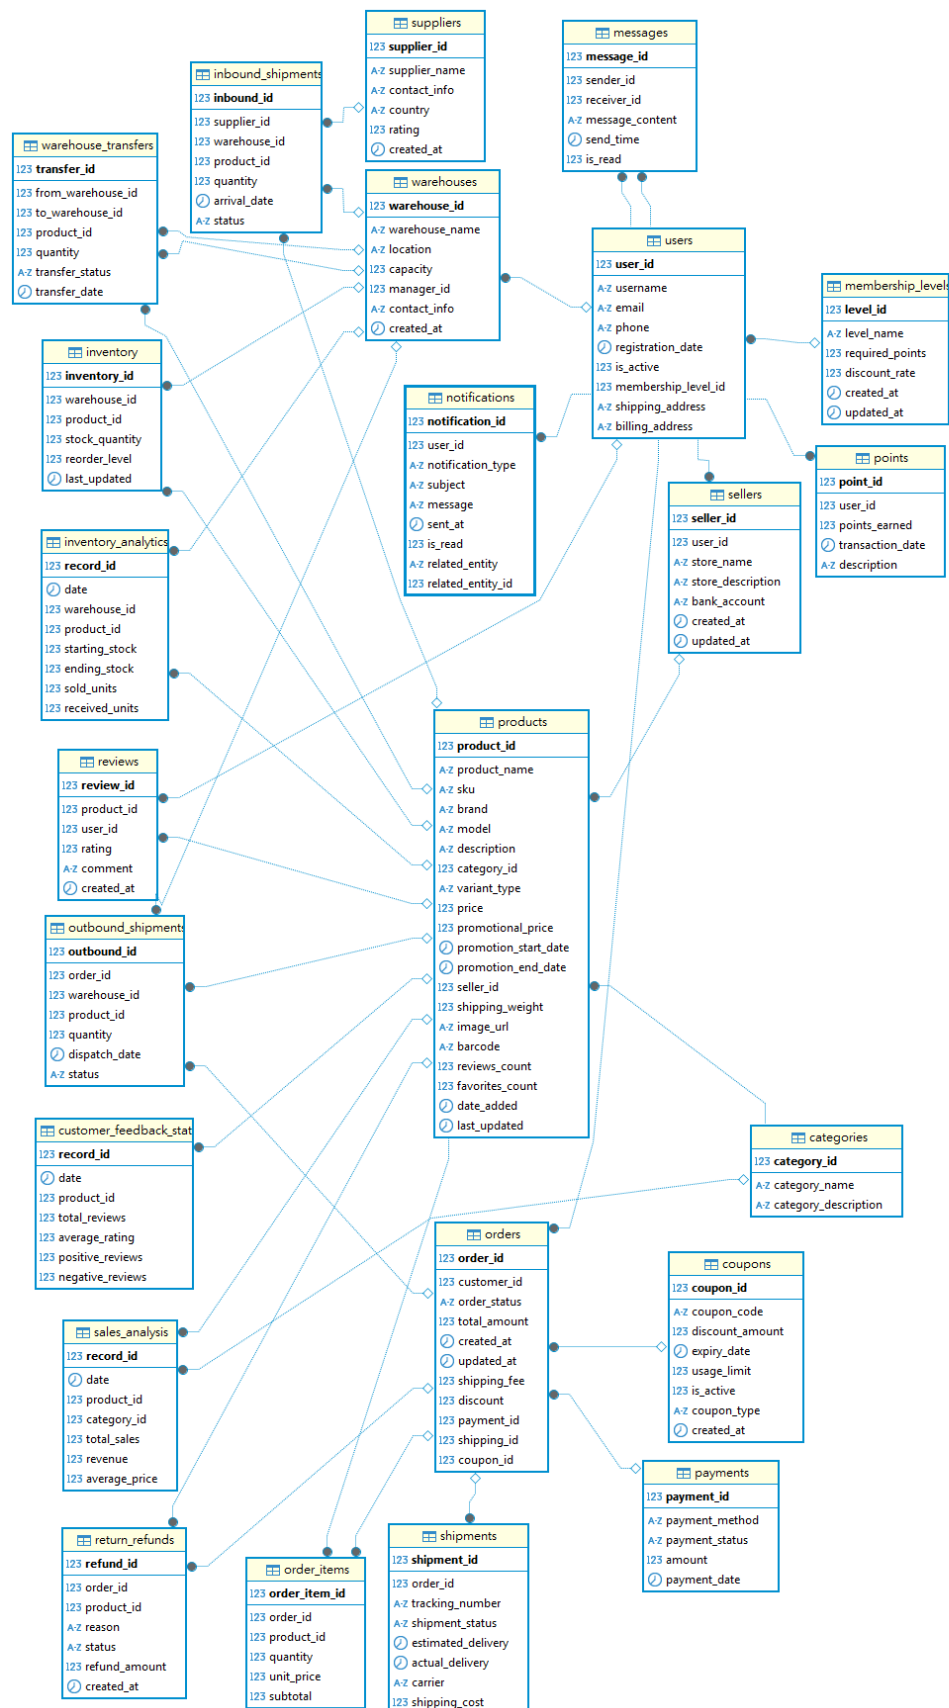 suppliers
123 supplier_id
A-Z supplier_name
A-Z contact_info
A-Z country
123 rating
created_at
messages
123 message_id
123 sender_id
123 receiver_id
A-Z message_content
send_time
123 is_read
inbound_shipments
123 inbound_id
123 supplier_id
123 warehouse_id
123 product_id
123 quantity
arrival_date
A-Z status
warehouse_transfers
123 transfer_id
123 from_warehouse_id
123 to_warehouse_id
123 product_id
123 quantity
A-Z transfer_status
transfer_date
warehouses
123 warehouse_id
A-Z warehouse_name
A-Z location
123 capacity
123 manager_id
A-Z contact_info
created_at
users
123 user_id
A-Z username
A-Z email
A-Z phone
registration_date
123 is_active
123 membership_level_id
A-Z shipping_address
A-Z billing_address
membership_levels
123 level_id
A-Z level_name
123 required_points
123 discount_rate
created_at
updated_at
inventory
123 inventory_id
123 warehouse_id
123 product_id
123 stock_quantity
123 reorder_level
last_updated
notifications
123 notification_id
123 user_id
A-Z notification_type
A-Z subject
A-Z message
sent_at
123 is_read
A-Z related_entity
123 related_entity_id
points
123 point_id
123 user_id
123 points_earned
transaction_date
A-Z description
sellers
123 seller_id
123 user_id
A-Z store_name
A-Z store_description
A-Z bank_account
created_at
updated_at
inventory_analytics
123 record_id
date
123 warehouse_id
123 product_id
123 starting_stock
123 ending_stock
123 sold_units
123 received_units
products
123 product_id
A-Z product_name
A-Z sku
A-Z brand
A-Z model
A-Z description
123 category_id
A-Z variant_type
123 price
123 promotional_price
promotion_start_date
promotion_end_date
123 seller_id
123 shipping_weight
A-Z image_url
A-Z barcode
123 reviews_count
123 favorites_count
date_added
last_updated
reviews
123 review_id
123 product_id
123 user_id
123 rating
A-Z comment
created_at
outbound_shipments
123 outbound_id
123 order_id
123 warehouse_id
123 product_id
123 quantity
dispatch_date
A-Z status
customer_feedback_stat
123 record_id
date
123 product_id
123 total_reviews
123 average_rating
123 positive_reviews
123 negative_reviews
categories
123 category_id
A-Z category_name
A-Z category_description
orders
123 order_id
123 customer_id
A-Z order_status
123 total_amount
created_at
updated_at
123 shipping_fee
123 discount
123 payment_id
123 shipping_id
123 coupon_id
coupons
123 coupon_id
A-Z coupon_code
123 discount_amount
expiry_date
123 usage_limit
123 is_active
A-Z coupon_type
created_at
sales_analysis
123 record_id
date
123 product_id
123 category_id
123 total_sales
123 revenue
123 average_price
payments
123 payment_id
A-Z payment_method
A-Z payment_status
123 amount
payment_date
return_refunds
123 refund_id
123 order_id
123 product_id
A-Z reason
A-Z status
123 refund_amount
created_at
order_items
123 order_item_id
123 order_id
123 product_id
123 quantity
123 unit_price
123 subtotal
shipments
123 shipment_id
123 order_id
A-Z tracking_number
A-Z shipment_status
estimated_delivery
actual_delivery
A-Z carrier
123 shipping_cost